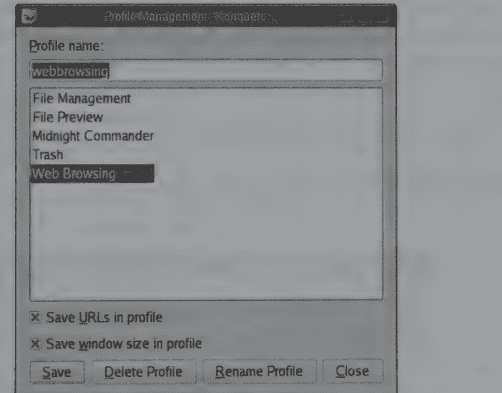 Profile Management - Konqueror
Profile name:
webbrowsing
File Management
File Preview
Midnight Commander
Trash
Web Browsing
Save URLs in profile
Save window size in profile
Save Delete Profile Rename Profile Close